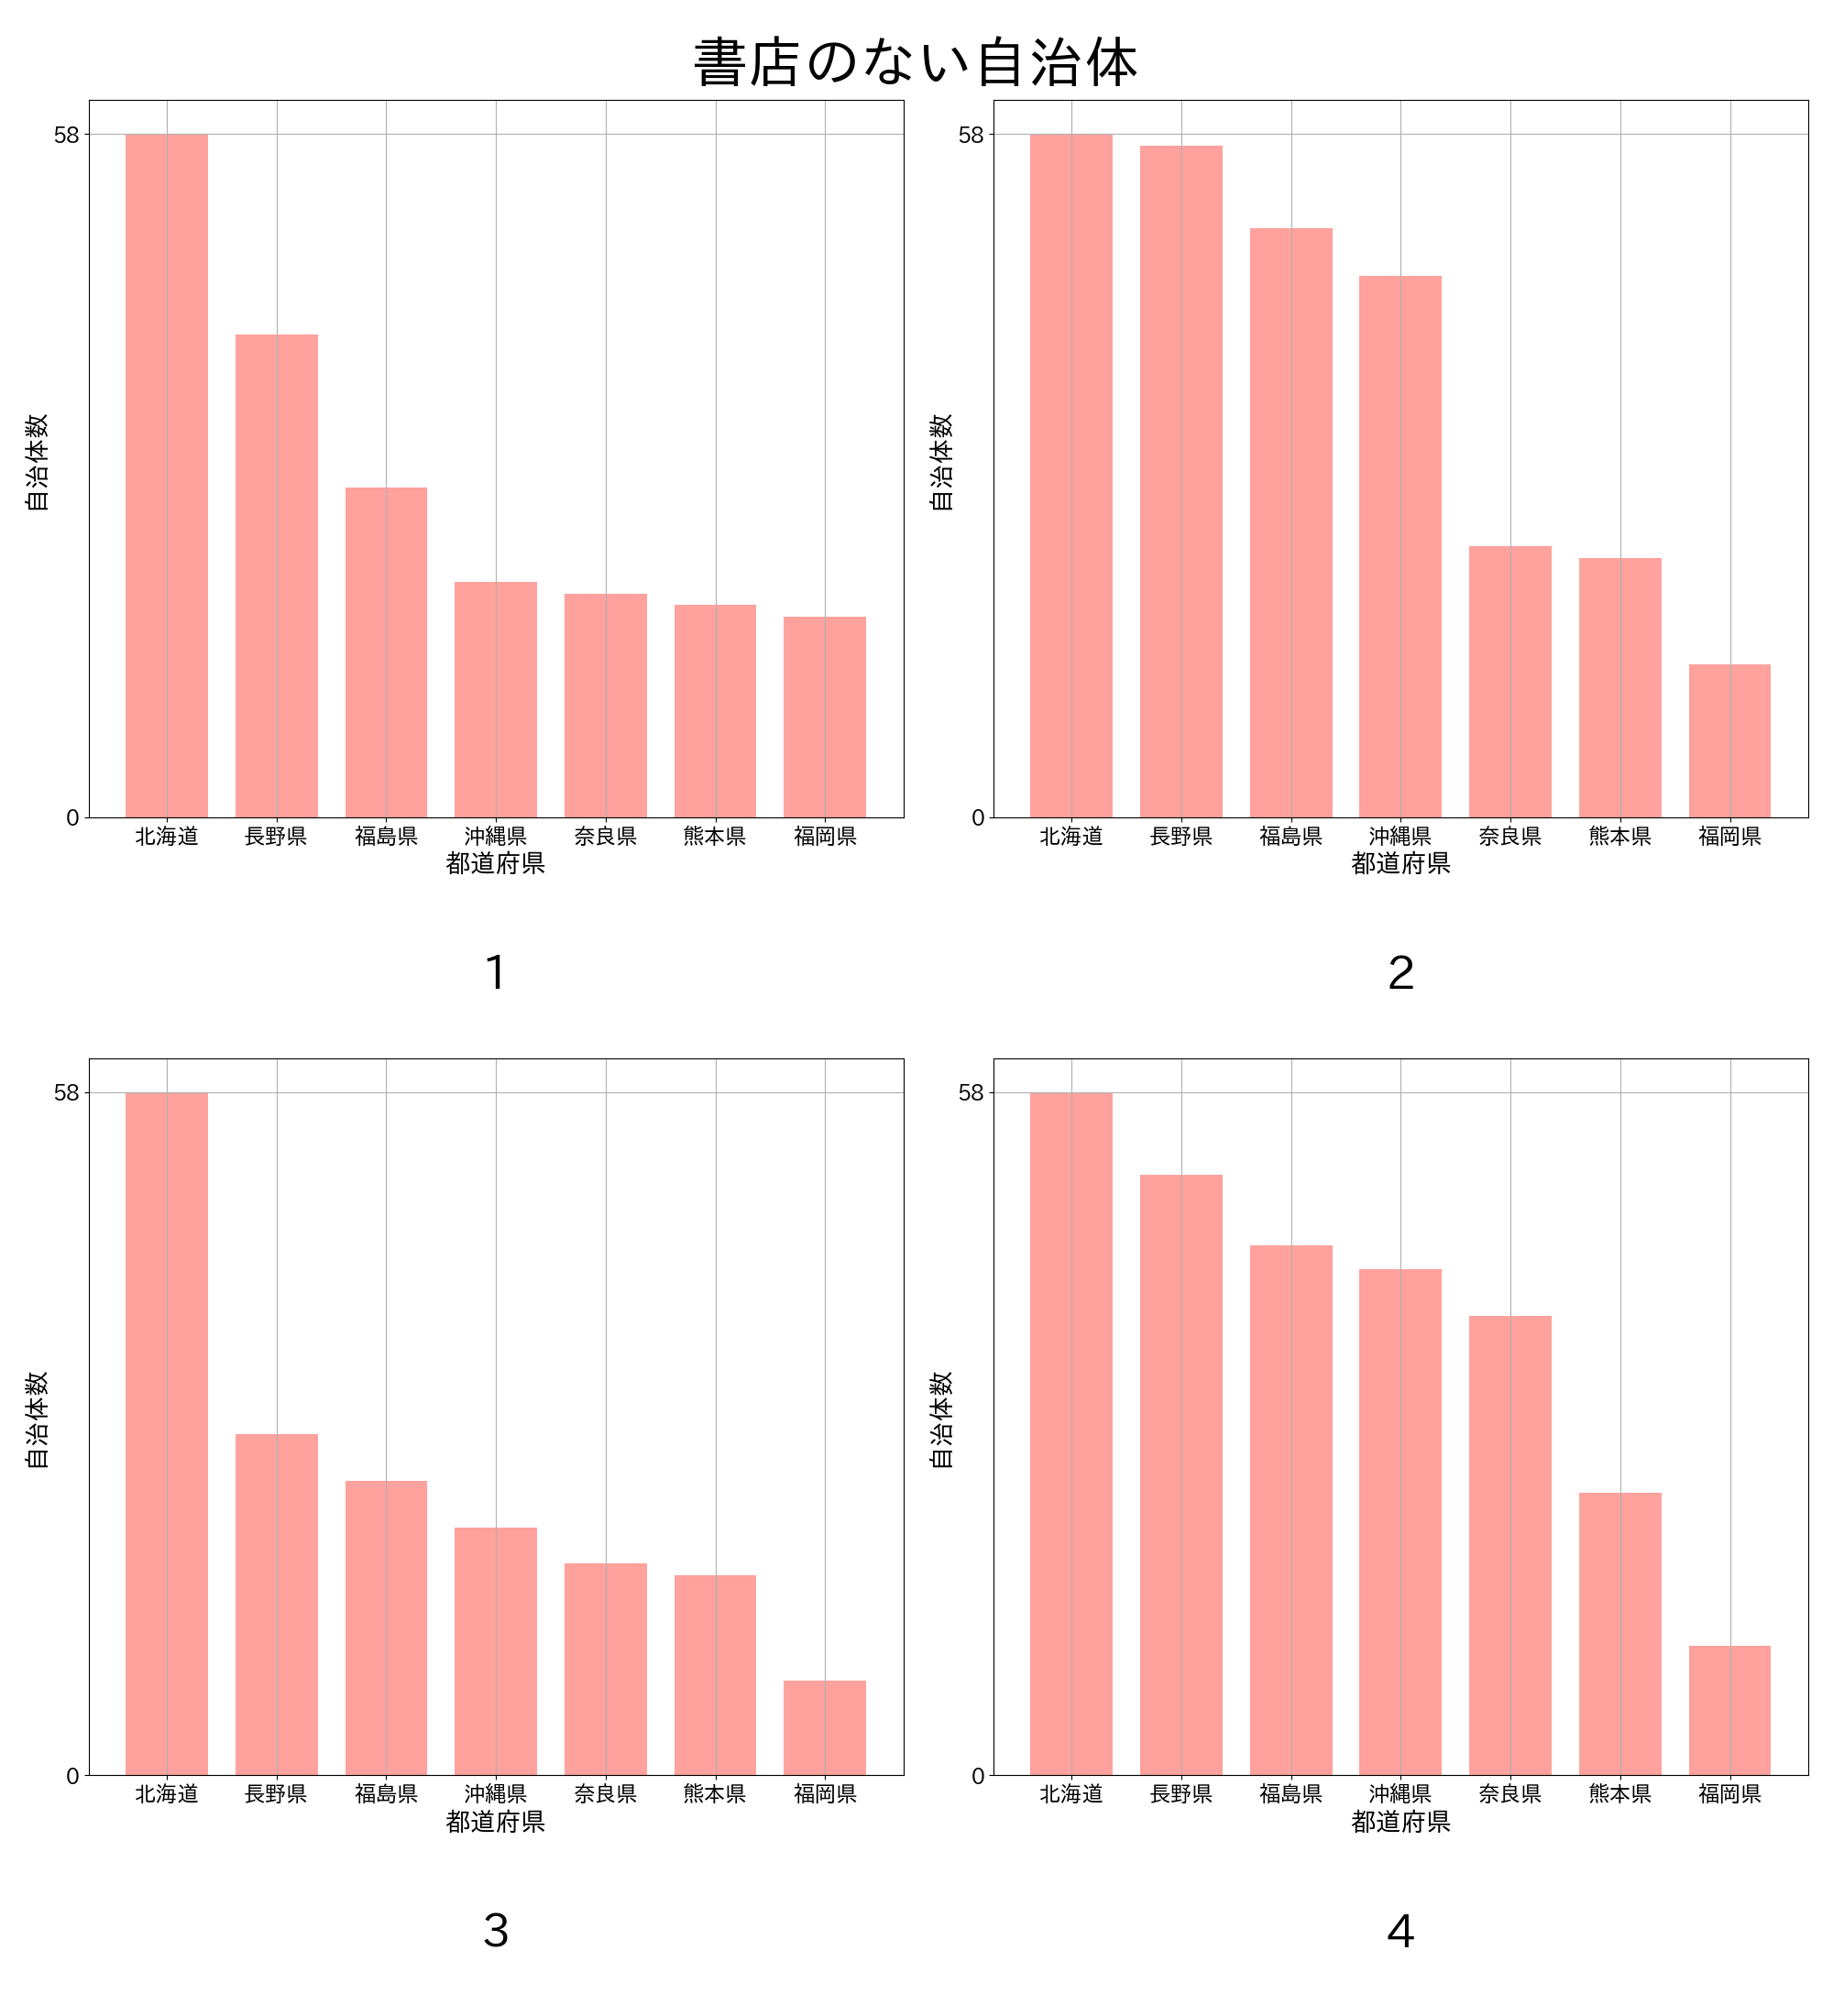 書店のない自治体
58
0
自治体数
北海道 長野県 福島県 沖縄県 奈良県 熊本県 福岡県
都道府県
1
58
0
自治体数
北海道 長野県 福島県 沖縄県 奈良県 熊本県 福岡県
都道府県
2
58
0
自治体数
北海道 長野県 福島県 沖縄県 奈良県 熊本県 福岡県
都道府県
3
58
0
自治体数
北海道 長野県 福島県 沖縄県 奈良県 熊本県 福岡県
都道府県
4